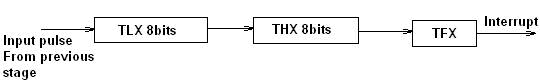 Input pulse
From previous
stage
TLX 8bits
THX 8bits
TFX
Interrupt